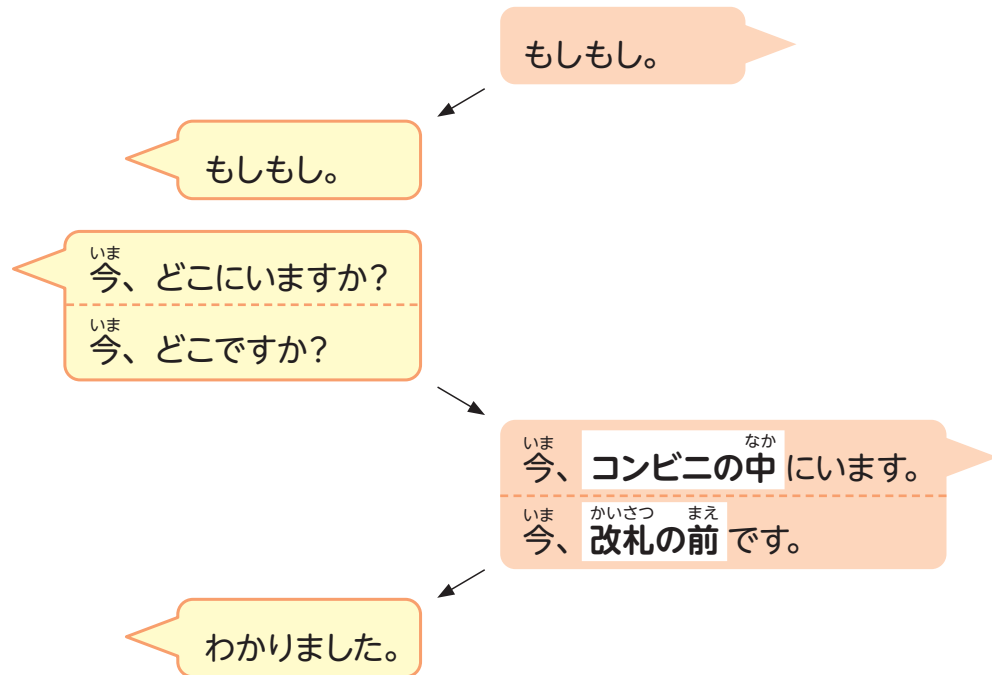 もしもし。
もしもし。
いま
今、どこにいますか?
いま
今、どこですか?
いま なか
今、コンビニの中にいます。
いま かいさつ まえ
今、改札の前です。
わかりました。